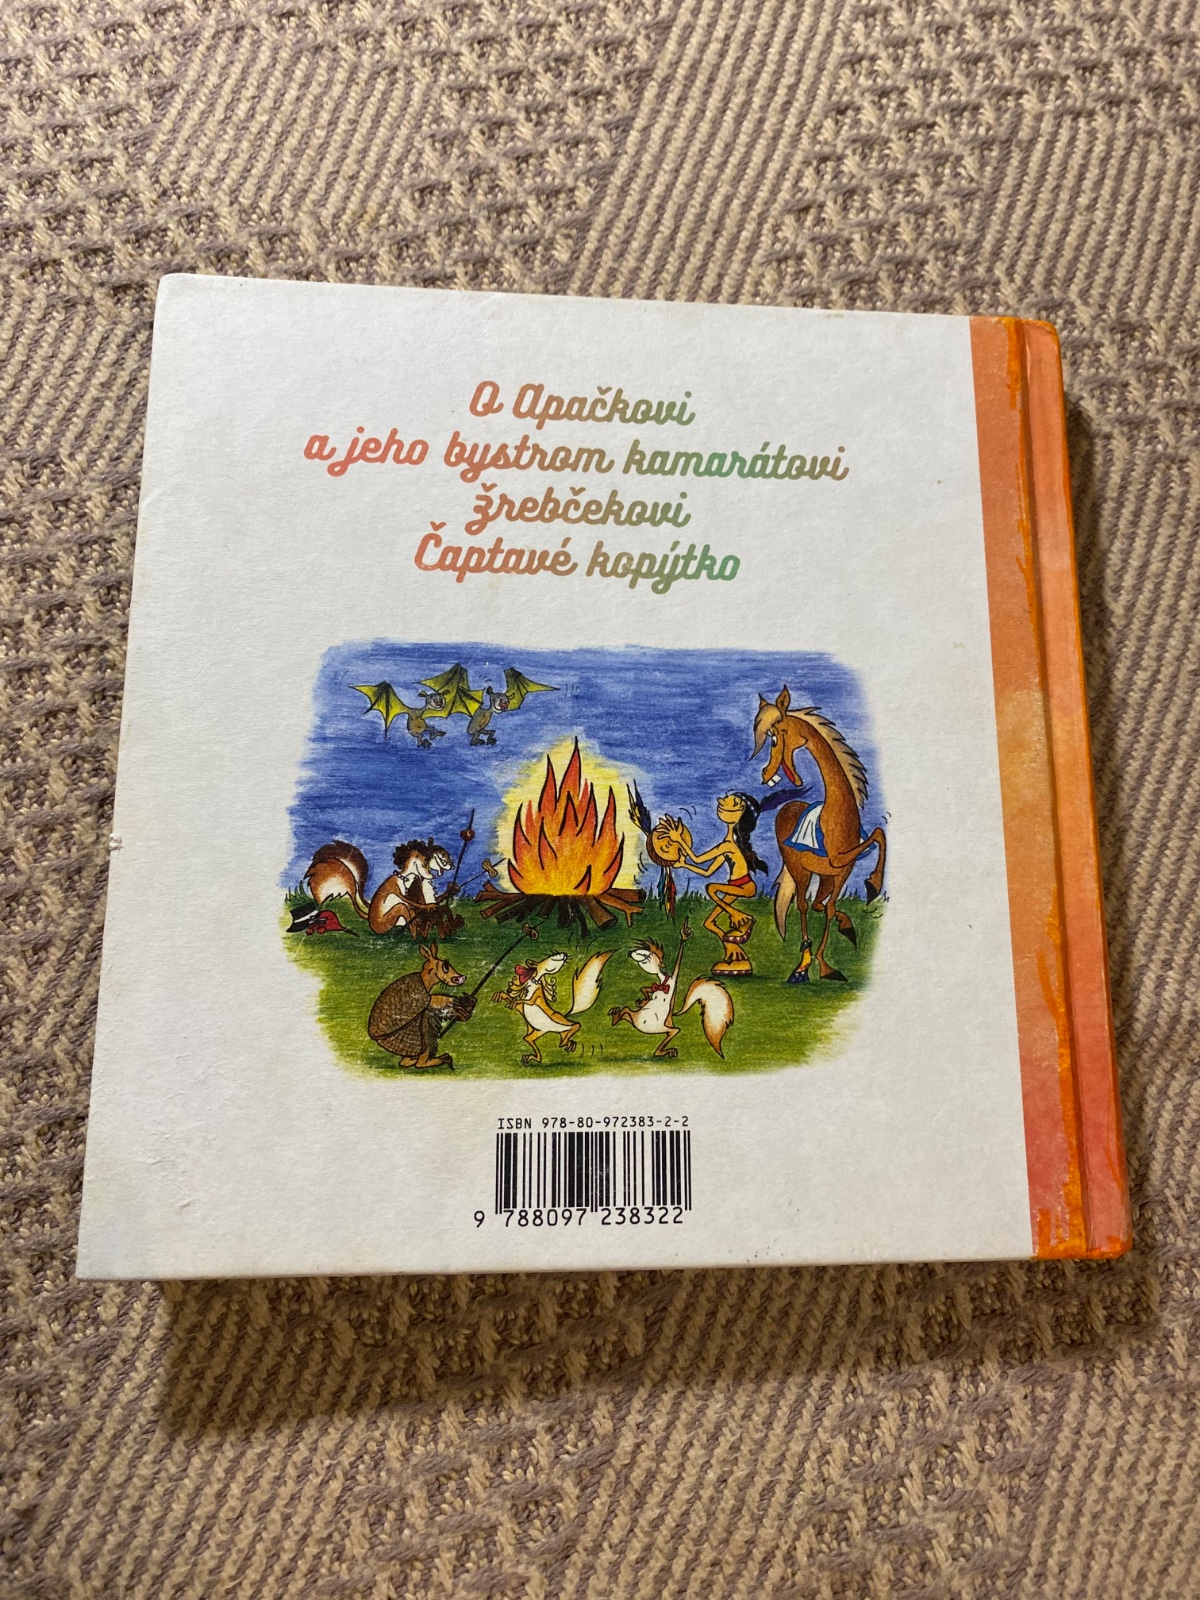 O Apačkovi
a jeho bystrom kamarátovi
Žrebčekovi
Čaptavé kopýtko
ISBN 978-80-972383-2-2
9 788097 238322